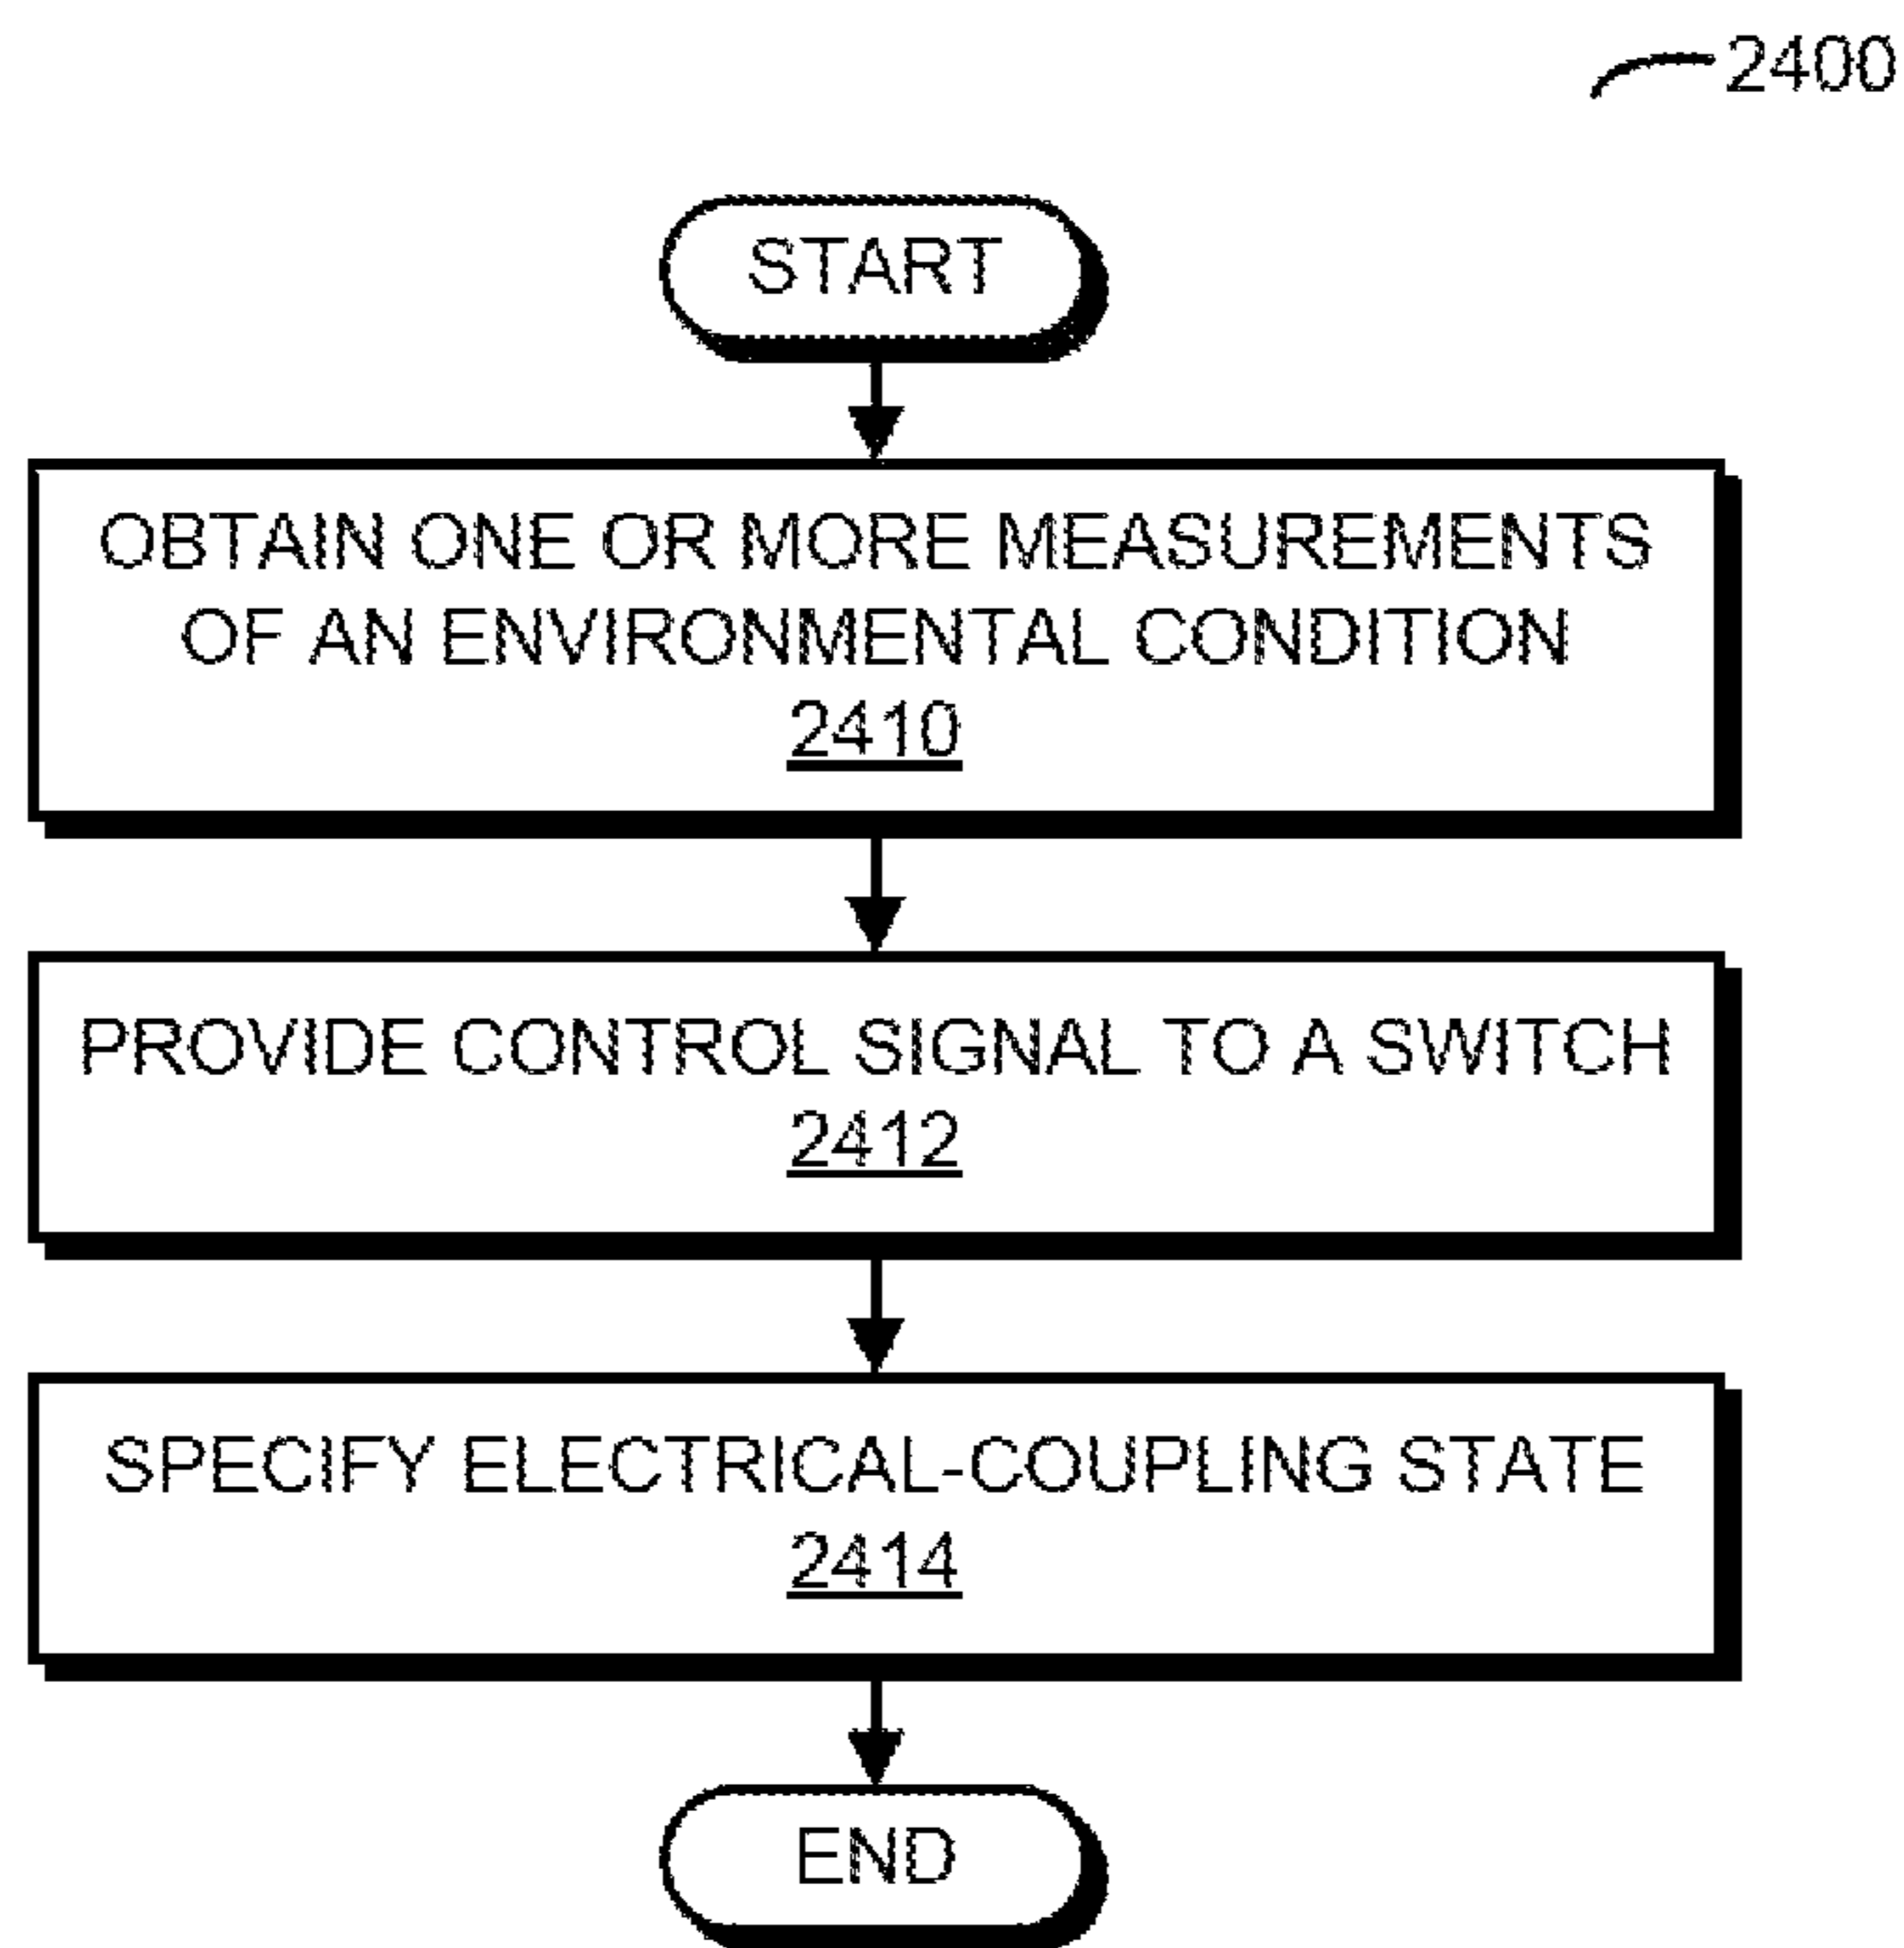 2400
START
OBTAIN ONE OR MORE MEASUREMENTS
OF AN ENVIRONMENTAL CONDITION
2410
PROVIDE CONTROL SIGNAL TO A SWITCH
2412
SPECIFY ELECTRICAL-COUPLING STATE
2414
END